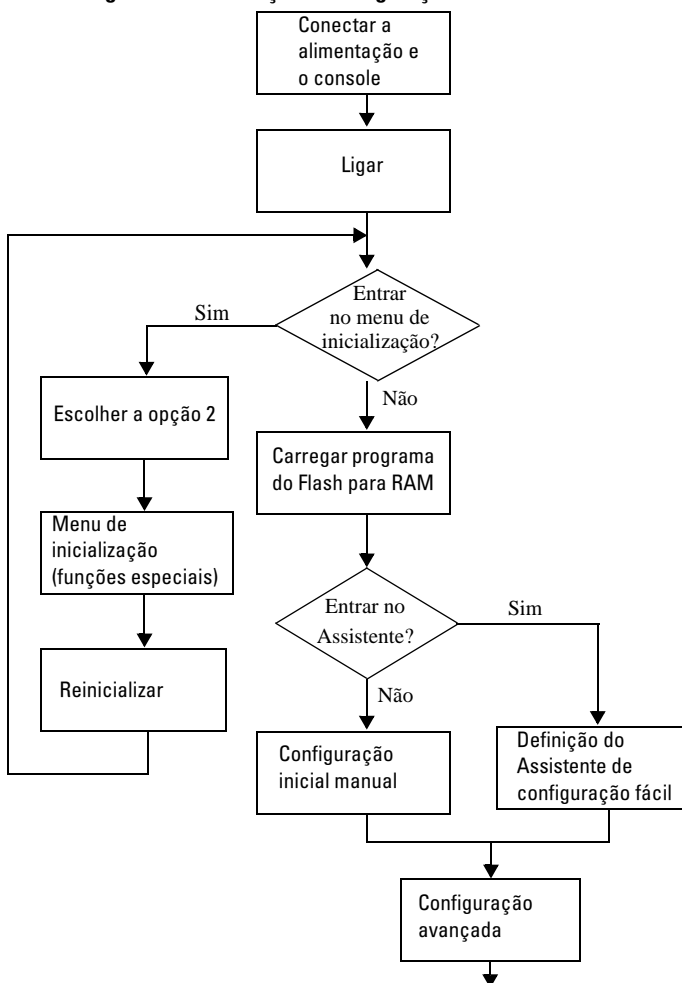 Conectar a
alimentação e
o console
Ligar
Entrar
no menu de
inicialização?
Sim
Não
Escolher a opção 2
Carregar programa
do Flash para RAM
Menu de
inicialização
(funções especiais)
Entrar no
Assistente?
Sim
Não
Reinicializar
Configuração
inicial manual
Definição do
Assistente de
configuração fácil
Configuração
avançada